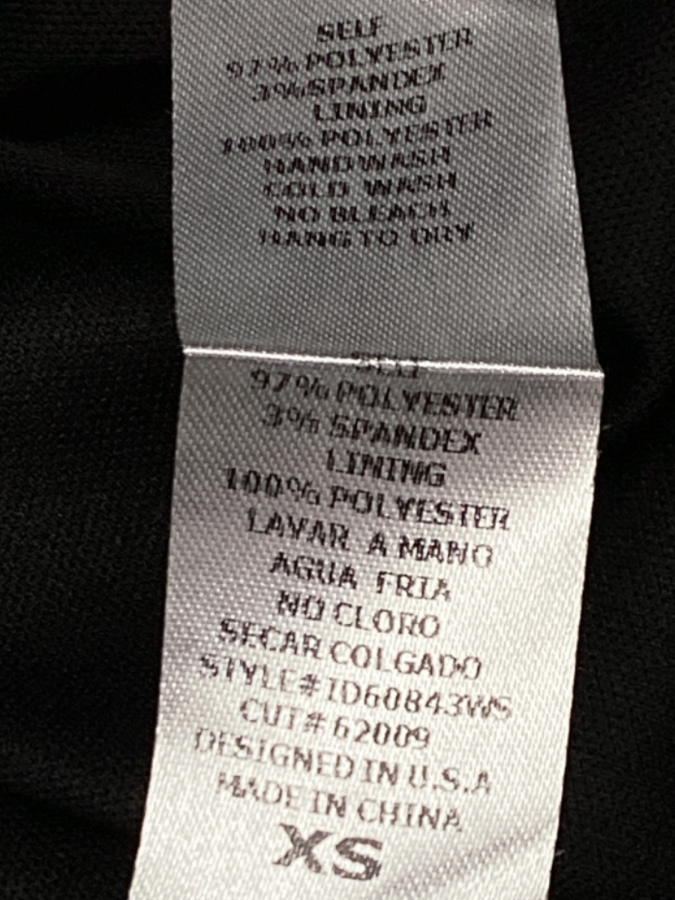 SELF
97% POLYESTER
3%SPANDEX
LINING
100% POLYESTER
HANDWASH
COLD WASH
NO BLEACH
HANG TO DRY
SELF
97% POLYESTER
3% SPANDEX
LINING
100% POLYESTER
LAVAR A MANO
AGUA FRIA
NO CLORO
SECAR COLGADO
STYLE#ID60843WS
CUT# 62009
DESIGNED IN U.S.A
MADE IN CHINA
XS